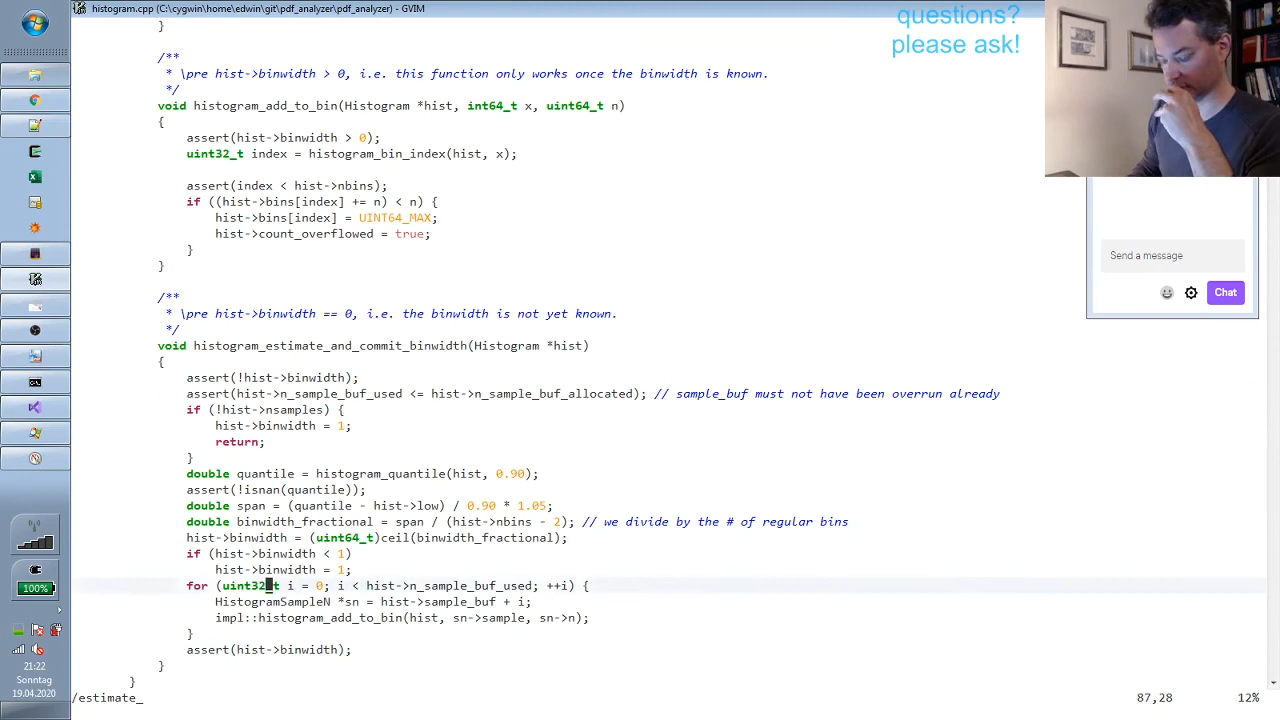 histogram.cpp (C:\cygwin\home\edwin\git\pdf_analyzer\pdf_analyzer) - GVIM
questions?
please ask!
}
/**
* \pre hist->binwidth > 0, i.e. this function only works once the binwidth is known.
*/
void histogram_add_to_bin(Histogram *hist, int64_t x, uint64_t n)
{
assert(hist->binwidth > 0);
uint32_t index = histogram_bin_index(hist, x);
assert(index < hist->nbins);
if ((hist->bins[index] += n) < n) {
hist->bins[index] = UINT64_MAX;
hist->count_overflowed = true;
}
}
/**
* \pre hist->binwidth == 0, i.e. the binwidth is not yet known.
*/
void histogram_estimate_and_commit_binwidth(Histogram *hist)
{
assert(!hist->binwidth);
assert(hist->n_sample_buf_used <= hist->n_sample_buf_allocated); // sample_buf must not have been overrun already
if (!hist->nsamples) {
hist->binwidth = 1;
return;
}
double quantile = histogram_quantile(hist, 0.90);
assert(!isnan(quantile));
double span = (quantile - hist->low) / 0.90 * 1.05;
double binwidth_fractional = span / (hist->nbins - 2); // we divide by the # of regular bins
hist->binwidth = (uint64_t)ceil(binwidth_fractional);
if (hist->binwidth < 1)
hist->binwidth = 1;
for (uint32_t i = 0; i < hist->n_sample_buf_used; ++i) {
HistogramSampleN *sn = hist->sample_buf + i;
impl::histogram_add_to_bin(hist, sn->sample, sn->n);
}
assert(hist->binwidth);
}
}
/estimate_
87,28
12%
Send a message
Chat
100%
21:22
Sonntag
19.04.2020